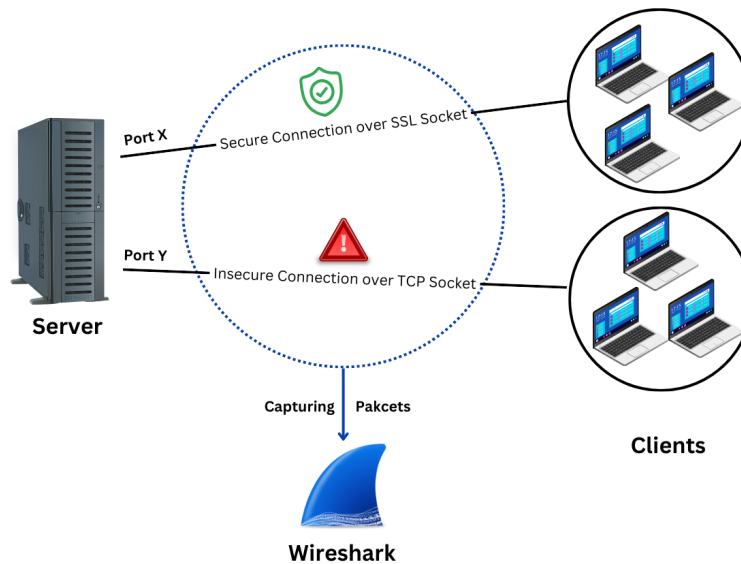 Port X
Secure Connection over SSL Socket
Port Y
Insecure Connection over TCP Socket
Server
Capturing Pakcets
Clients
Wireshark